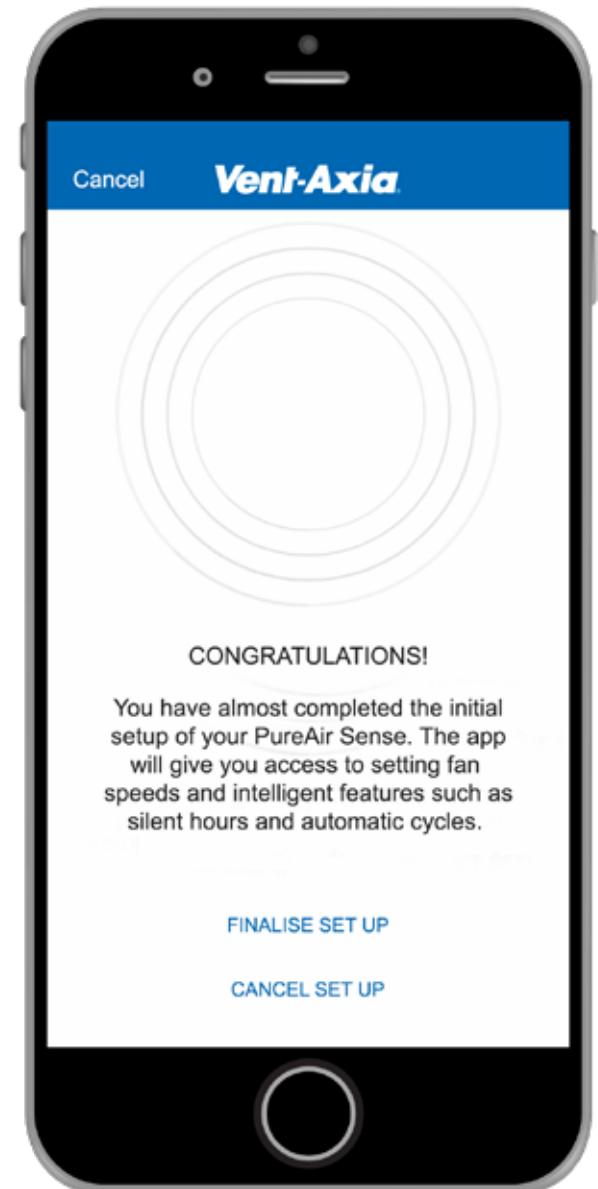 Cancel
Vent-Axia
CONGRATULATIONS!
You have almost completed the initial
setup of your PureAir Sense. The app
will give you access to setting fan
speeds and intelligent features such as
silent hours and automatic cycles.
FINALISE SET UP
CANCEL SET UP